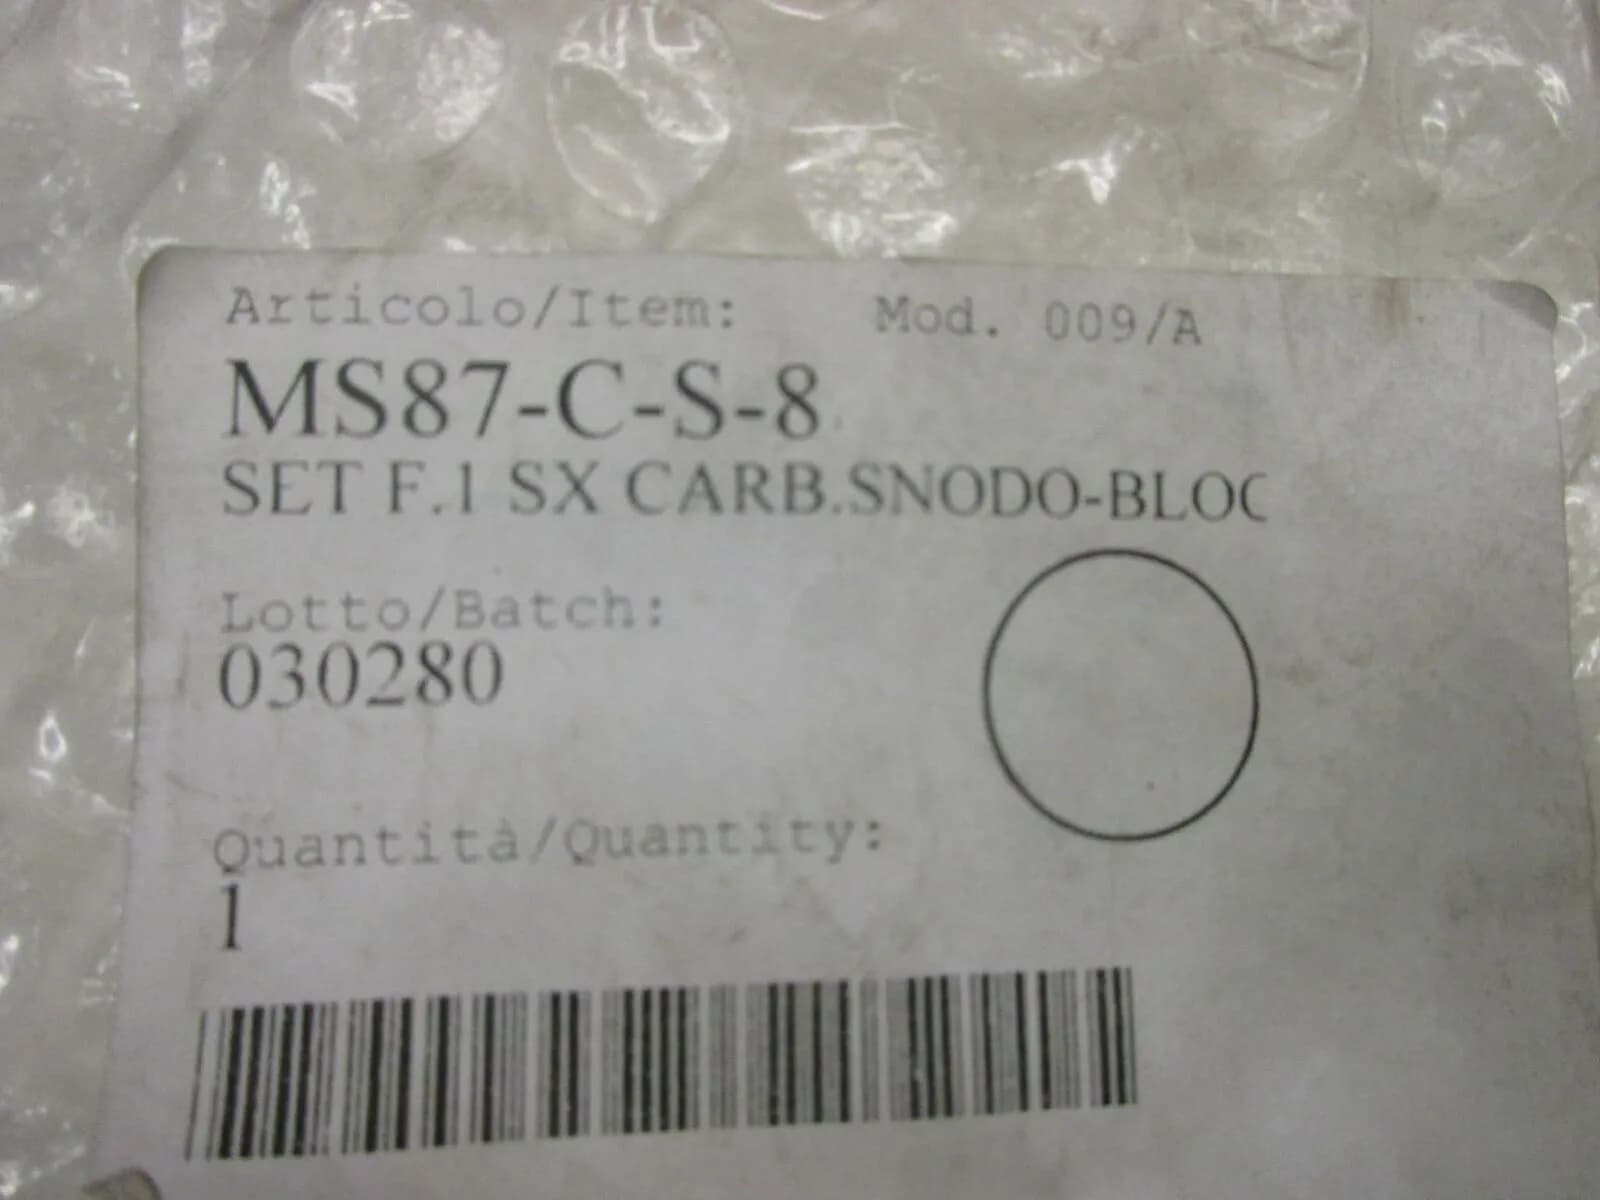 Articolo/Item: Mod. 009/A
MS87-C-S-8
SET F.1 SX CARB.SNODO-BLOC
Lotto/Batch:
030280
Quantità/Quantity:
1